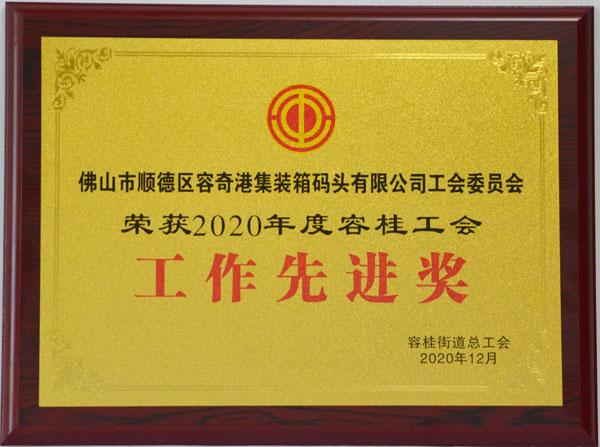 佛山市顺德区容奇港集装箱码头有限公司工会委员会
荣获2020年度容桂工会
工作先进奖
容桂街道总工会
2020年12月